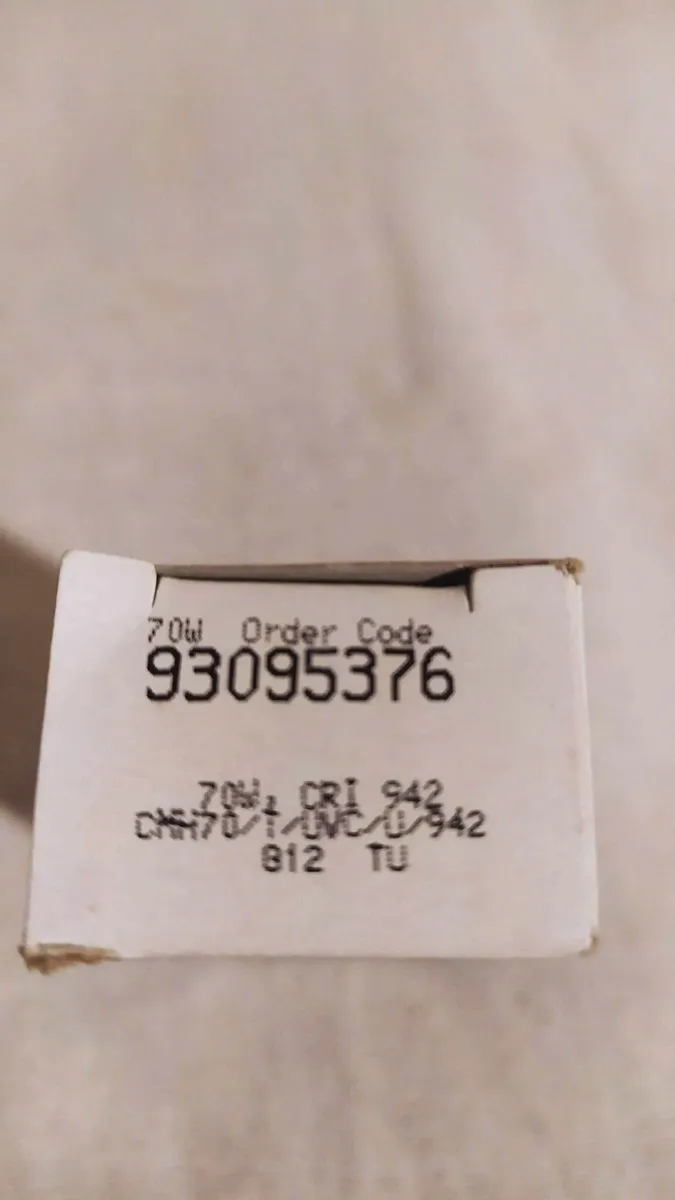 70W Order Code
93095376
70W, CRI 942
CMH70/T/UVC/U/942
812 TU